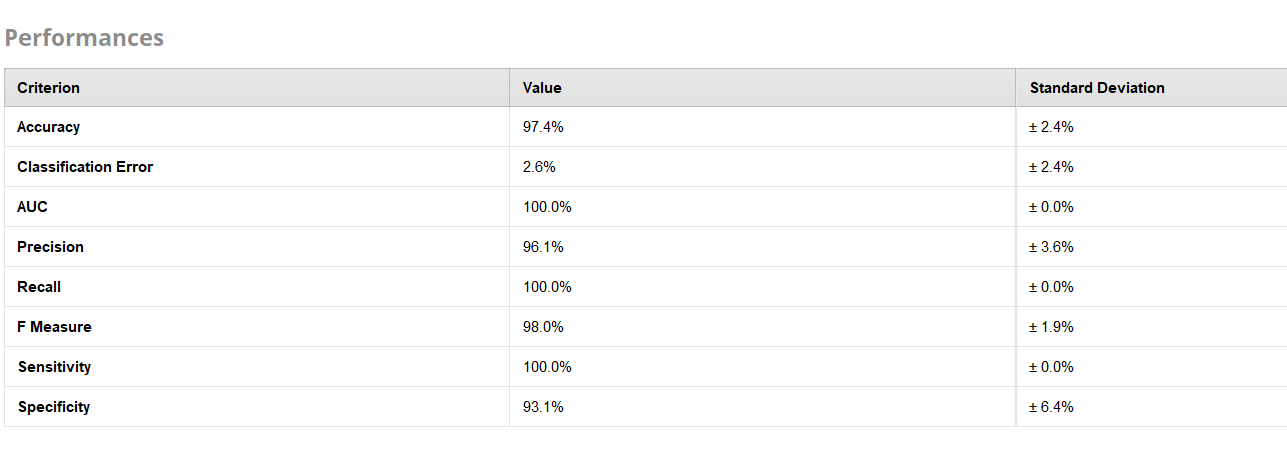 Performances
Criterion Value Standard Deviation
Accuracy 97.4% ± 2.4%
Classification Error 2.6% ± 2.4%
AUC 100.0% ± 0.0%
Precision 96.1% ± 3.6%
Recall 100.0% ± 0.0%
F Measure 98.0% ± 1.9%
Sensitivity 100.0% ± 0.0%
Specificity 93.1% ± 6.4%